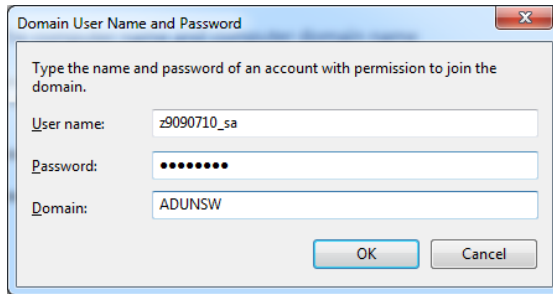 Domain User Name and Password
Type the name and password of an account with permission to join the
domain.
User name: z9090710_sa
Password: ●●●●●●●●
Domain: ADUNSW
OK Cancel